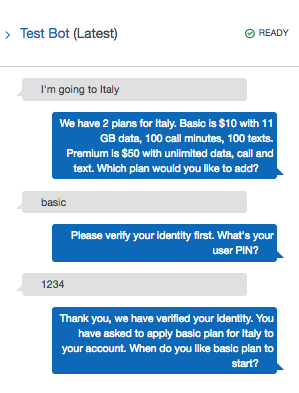 Test Bot (Latest)
READY
I'm going to Italy
We have 2 plans for Italy. Basic is $10 with 11
GB data, 100 call minutes, 100 texts.
Premium is $50 with unlimited data, call and
text. Which plan would you like to add?
basic
Please verify your identity first. What's your
user PIN?
1234
Thank you, we have verified your identity. You
have asked to apply basic plan for Italy to
your account. When do you like basic plan to
start?